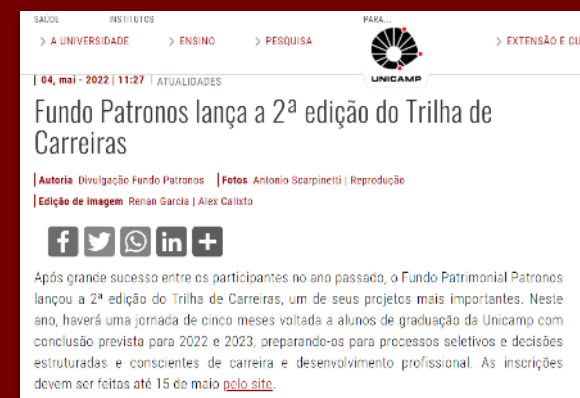 SAÚDE INSTITUTOS PARA...
> A UNIVERSIDADE > ENSINO > PESQUISA > EXTENSÃO E CU
UNICAMP
| 04, mai - 2022 | 11:27 | ATUALIDADES
Fundo Patronos lança a 2ª edição do Trilha de
Carreiras
| Autoria Divulgação Fundo Patronos | Fotos Antonio Scarpinetti | Reprodução
| Edição de imagem Renan Garcia | Alex Calixto
Após grande sucesso entre os participantes no ano passado, o Fundo Patrimonial Patronos
lançou a 2ª edição do Trilha de Carreiras, um de seus projetos mais importantes. Neste
ano, haverá uma jornada de cinco meses voltada a alunos de graduação da Unicamp com
conclusão prevista para 2022 e 2023, preparando-os para processos seletivos e decisões
estruturadas e conscientes de carreira e desenvolvimento profissional. As inscrições
devem ser feitas até 15 de maio pelo site.